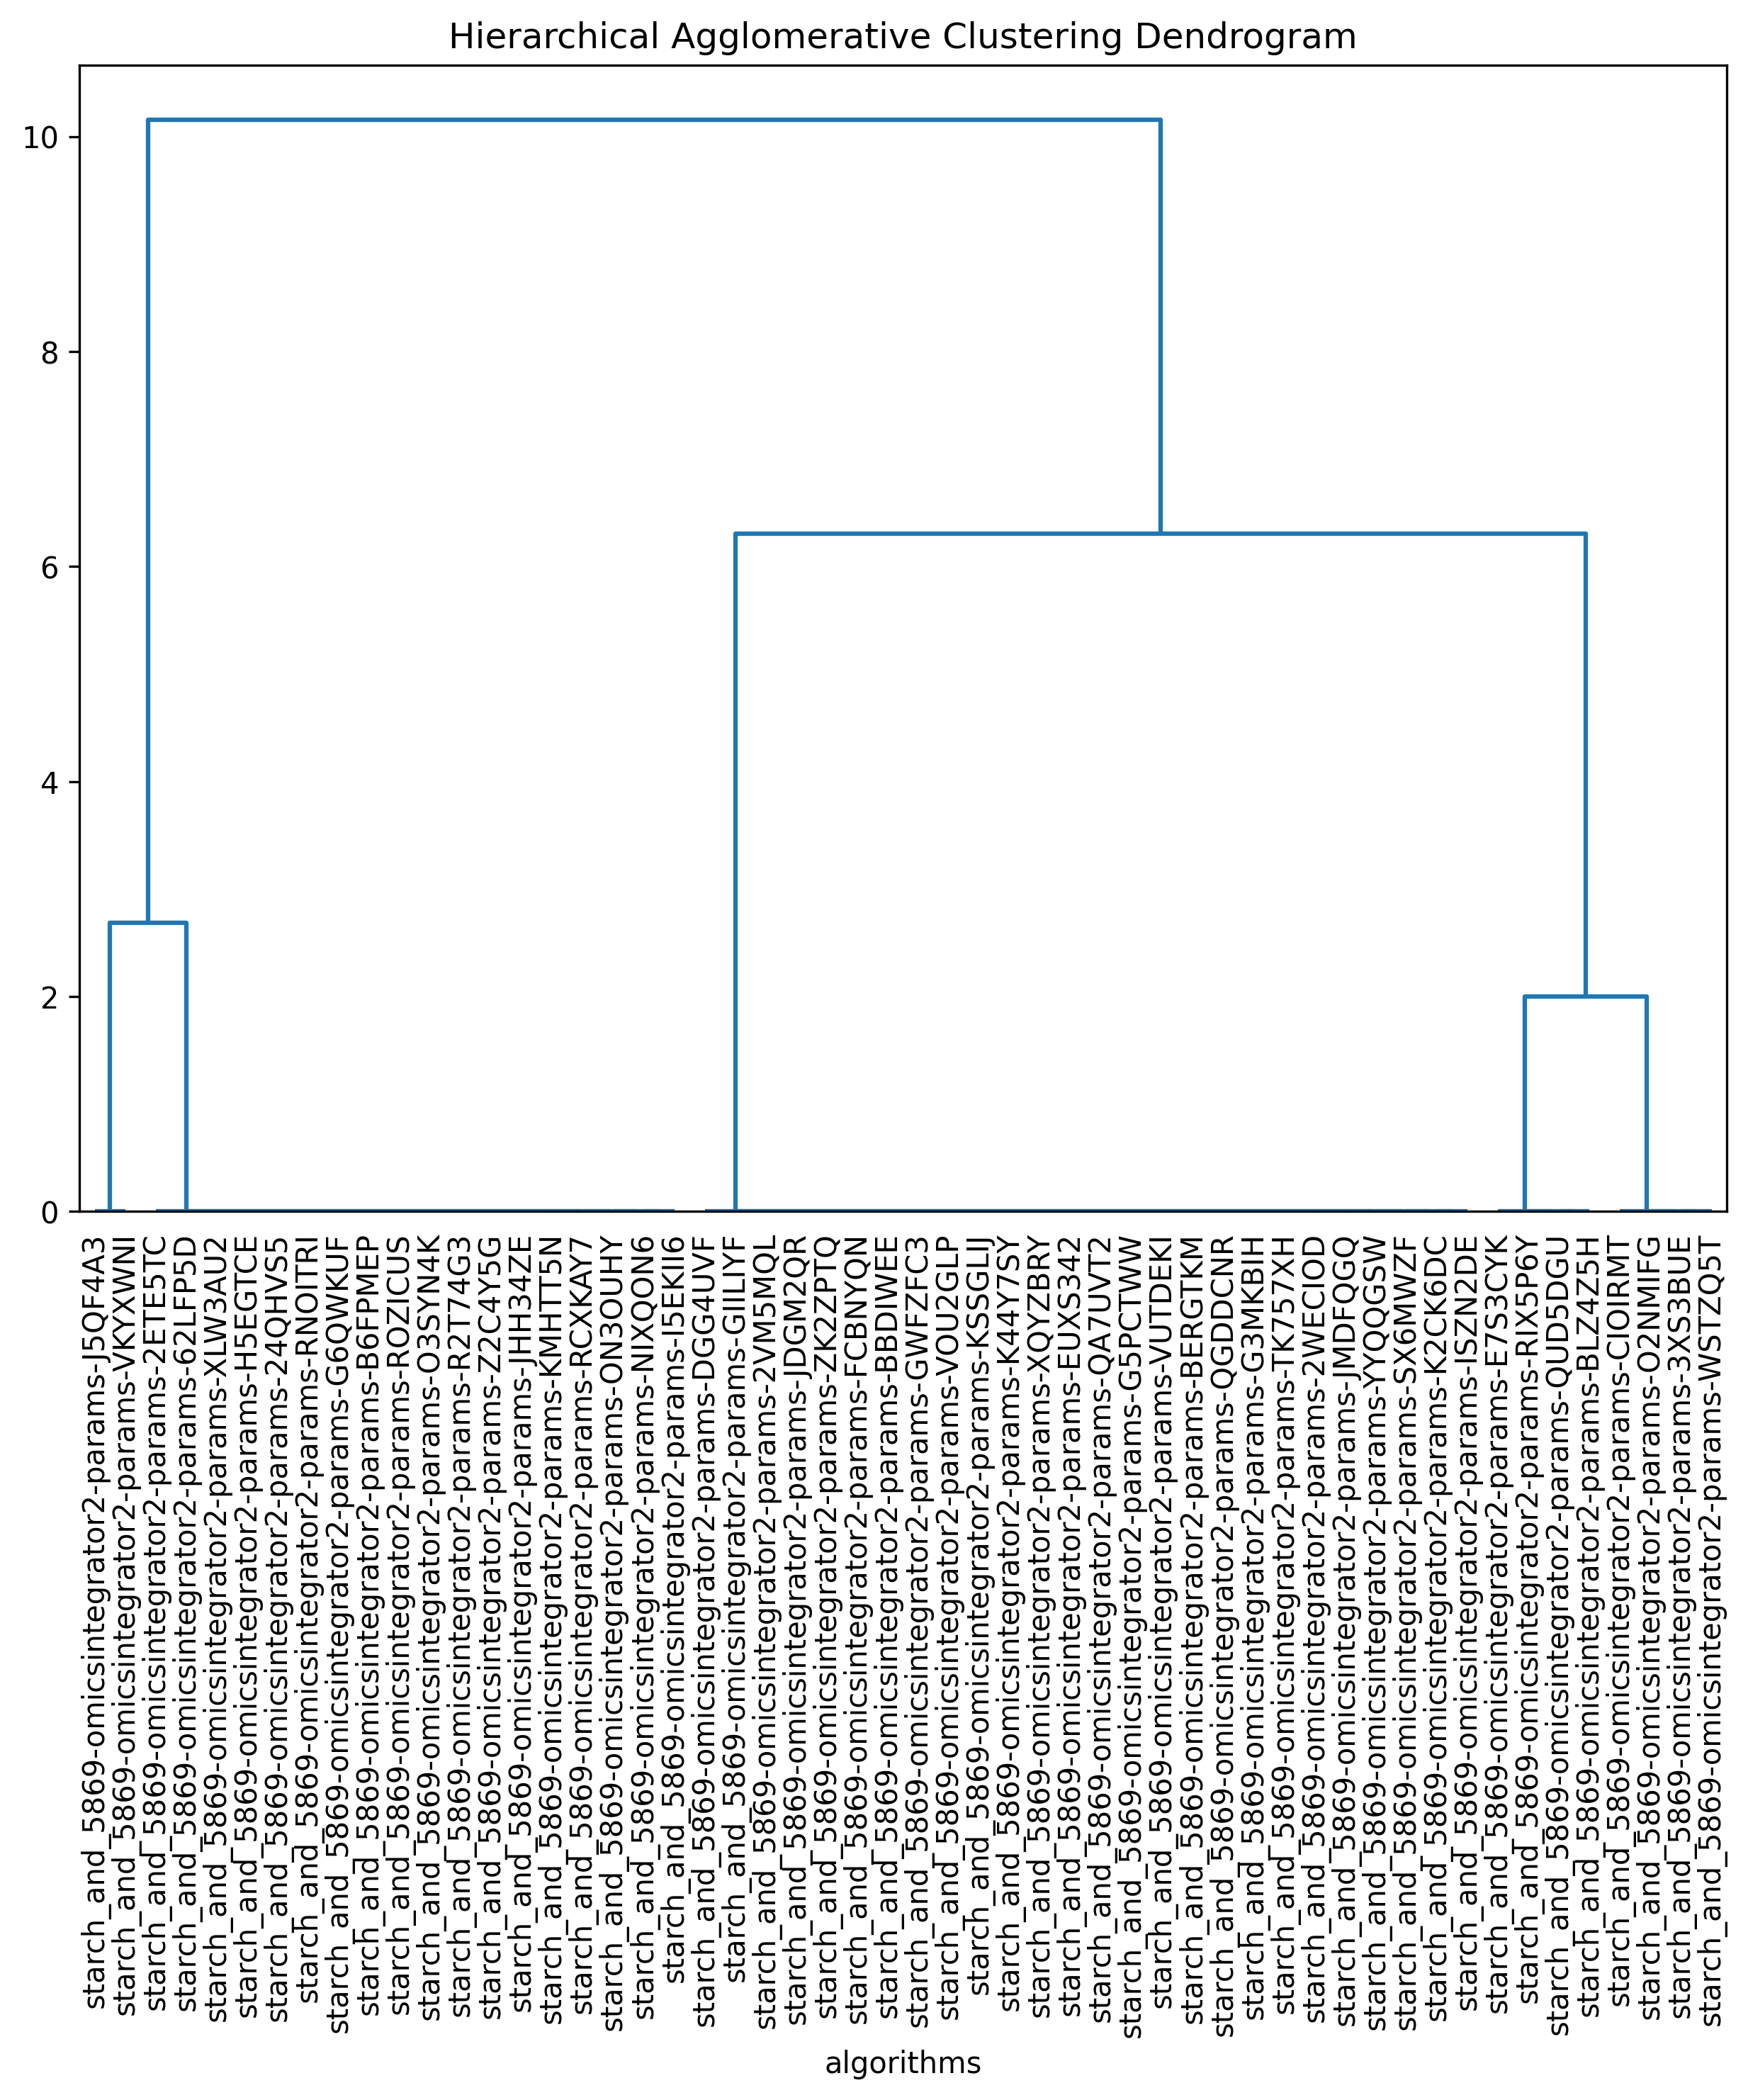 Hierarchical Agglomerative Clustering Dendrogram
10
8
6
4
2
0
starch_and_5869-omicsintegrator2-params-J5QF4A3
starch_and_5869-omicsintegrator2-params-VKYXWNI
starch_and_5869-omicsintegrator2-params-2ETE5TC
starch_and_5869-omicsintegrator2-params-62LFP5D
starch_and_5869-omicsintegrator2-params-XLW3AU2
starch_and_5869-omicsintegrator2-params-H5EGTCE
starch_and_5869-omicsintegrator2-params-24QHVS5
starch_and_5869-omicsintegrator2-params-RNOITRI
starch_and_5869-omicsintegrator2-params-G6QWKUF
starch_and_5869-omicsintegrator2-params-B6FPMEP
starch_and_5869-omicsintegrator2-params-ROZICUS
starch_and_5869-omicsintegrator2-params-O3SYN4K
starch_and_5869-omicsintegrator2-params-R2T74G3
starch_and_5869-omicsintegrator2-params-Z2C4Y5G
starch_and_5869-omicsintegrator2-params-JHH34ZE
starch_and_5869-omicsintegrator2-params-KMHTT5N
starch_and_5869-omicsintegrator2-params-RCXKAY7
starch_and_5869-omicsintegrator2-params-ON3OUHY
starch_and_5869-omicsintegrator2-params-NIXQON6
starch_and_5869-omicsintegrator2-params-I5EKII6
starch_and_5869-omicsintegrator2-params-DGG4UVF
starch_and_5869-omicsintegrator2-params-GIILIYF
starch_and_5869-omicsintegrator2-params-2VM5MQL
starch_and_5869-omicsintegrator2-params-JDGM2QR
starch_and_5869-omicsintegrator2-params-ZK2ZPTQ
starch_and_5869-omicsintegrator2-params-FCBNYQN
starch_and_5869-omicsintegrator2-params-BBDIWEE
starch_and_5869-omicsintegrator2-params-GWFZFC3
starch_and_5869-omicsintegrator2-params-VOU2GLP
starch_and_5869-omicsintegrator2-params-KSSGLIJ
starch_and_5869-omicsintegrator2-params-K44Y7SY
starch_and_5869-omicsintegrator2-params-XQYZBRY
starch_and_5869-omicsintegrator2-params-EUXS342
starch_and_5869-omicsintegrator2-params-QA7UVT2
starch_and_5869-omicsintegrator2-params-G5PCTWW
starch_and_5869-omicsintegrator2-params-VUTDEKI
starch_and_5869-omicsintegrator2-params-BERGTKM
starch_and_5869-omicsintegrator2-params-QGDDCNR
starch_and_5869-omicsintegrator2-params-G3MKBIH
starch_and_5869-omicsintegrator2-params-TK757XH
starch_and_5869-omicsintegrator2-params-2WECIOD
starch_and_5869-omicsintegrator2-params-JMDFQGQ
starch_and_5869-omicsintegrator2-params-YYQQGSW
starch_and_5869-omicsintegrator2-params-SX6MWZF
starch_and_5869-omicsintegrator2-params-K2CK6DC
starch_and_5869-omicsintegrator2-params-ISZN2DE
starch_and_5869-omicsintegrator2-params-E7S3CYK
starch_and_5869-omicsintegrator2-params-RIX5P6Y
starch_and_5869-omicsintegrator2-params-QUD5DGU
starch_and_5869-omicsintegrator2-params-BLZ4Z5H
starch_and_5869-omicsintegrator2-params-CIOIRMT
starch_and_5869-omicsintegrator2-params-O2NMIFG
starch_and_5869-omicsintegrator2-params-3XS3BUE
starch_and_5869-omicsintegrator2-params-WSTZQ5T
algorithms